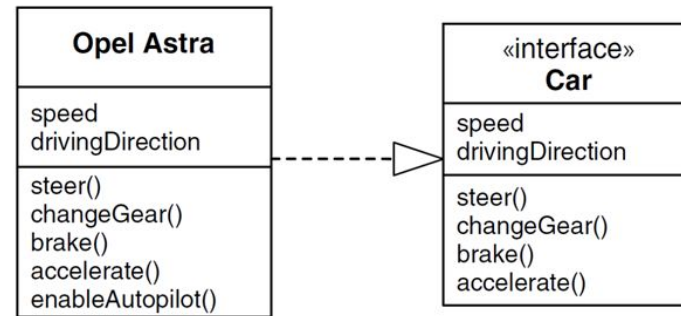 Opel Astra
speed
drivingDirection
steer()
changeGear()
brake()
accelerate()
enableAutopilot()
«interface»
Car
speed
drivingDirection
steer()
changeGear()
brake()
accelerate()